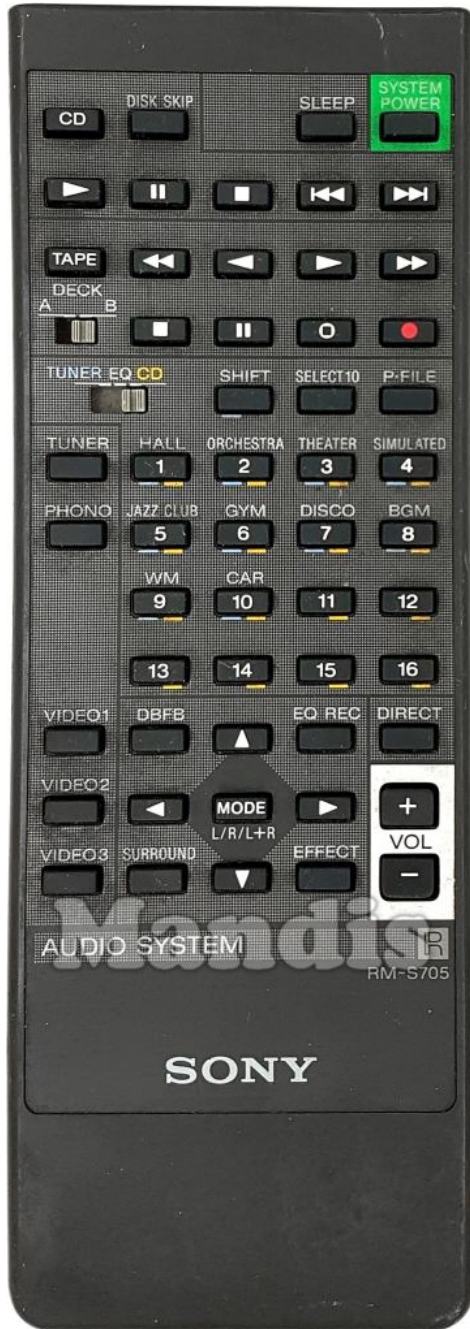 SYSTEM
POWER
CD DISK SKIP SLEEP
TAPE
DECK
A B
TUNER EQ CD SHIFT SELECT10 P·FILE
TUNER HALL ORCHESTRA THEATER SIMULATED
1 2 3 4
PHONO JAZZ CLUB GYM DISCO BGM
5 6 7 8
WM CAR
9 10 11 12
13 14 15 16
VIDEO1 DBFB EQ REC DIRECT
VIDEO2 MODE +
L/R/L+R VOL
VIDEO3 SURROUND EFFECT −
Mandis
AUDIO SYSTEM R
RM-S705
SONY